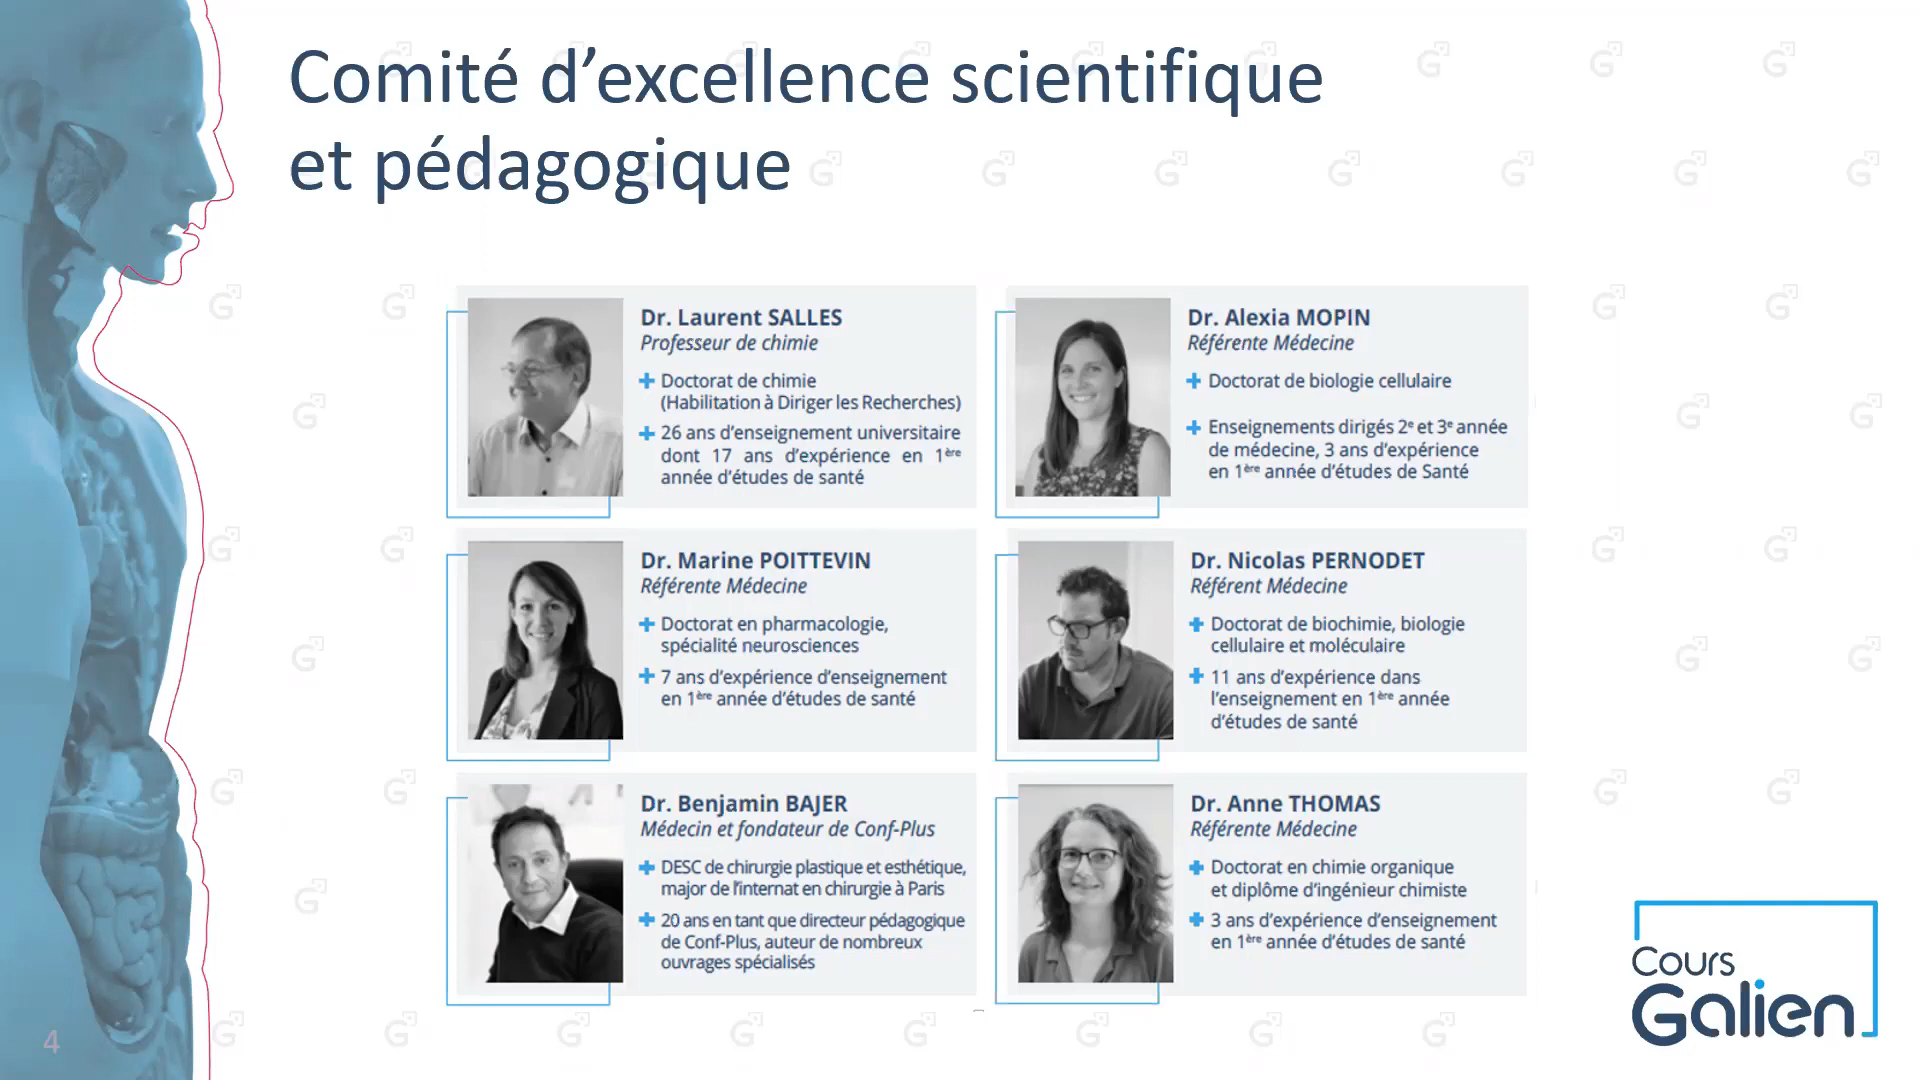 Comité d’excellence scientifique
et pédagogique
Dr. Laurent SALLES
Professeur de chimie
Doctorat de chimie
(Habilitation à Diriger les Recherches)
26 ans d’enseignement universitaire
dont 17 ans d’expérience en 1ère
année d’études de santé
Dr. Alexia MOPIN
Référente Médecine
Doctorat de biologie cellulaire
Enseignements dirigés 2e et 3e année
de médecine, 3 ans d’expérience
en 1ère année d’études de Santé
Dr. Marine POITTEVIN
Référente Médecine
Doctorat en pharmacologie,
spécialité neurosciences
7 ans d’expérience d’enseignement
en 1ère année d’études de santé
Dr. Nicolas PERNODET
Référent Médecine
Doctorat de biochimie, biologie
cellulaire et moléculaire
11 ans d’expérience dans
l’enseignement en 1ère année
d’études de santé
Dr. Benjamin BAJER
Médecin et fondateur de Conf-Plus
DESC de chirurgie plastique et esthétique,
major de l’internat en chirurgie à Paris
20 ans en tant que directeur pédagogique
de Conf-Plus, auteur de nombreux
ouvrages spécialisés
Dr. Anne THOMAS
Référente Médecine
Doctorat en chimie organique
et diplôme d’ingénieur chimiste
3 ans d’expérience d’enseignement
en 1ère année d’études de santé
Cours
Galien
4